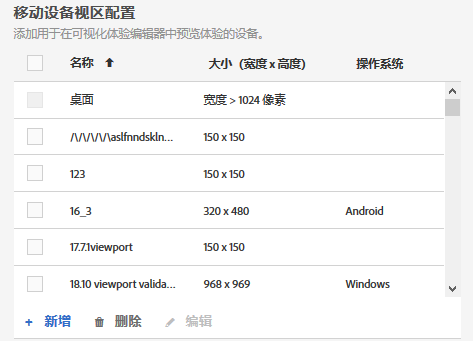 移动设备视区配置
添加用于在可视化体验编辑器中预览体验的设备。
名称 大小（宽度 x 高度） 操作系统
桌面 宽度 > 1024 像素
/\/\/\/\/\aslfnndskln... 150 x 150
123 150 x 150
16_3 320 x 480 Android
17.7.1viewport 150 x 150
18.10 viewport valida... 968 x 969 Windows
+ 新增 删除 编辑